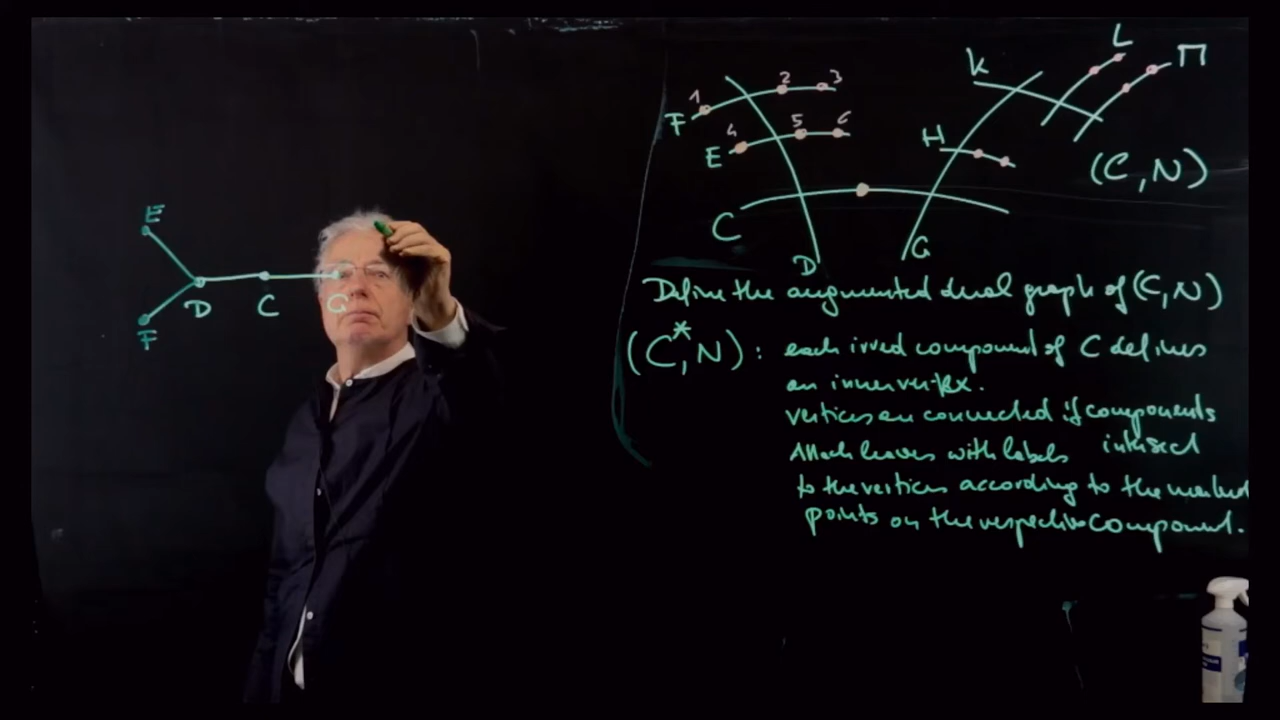 E
F
D C G
F 1 2 3
E 4 5 6
C
D
G
H
K
L
M
(C,N)
Define the augmented dual graph of (C,N)
(C,N)* : each irred component of C defines
an inner vertex.
vertices are connected if components
intersect
Attach leaves with labels
to the vertices according to the marked
points on the respective component.